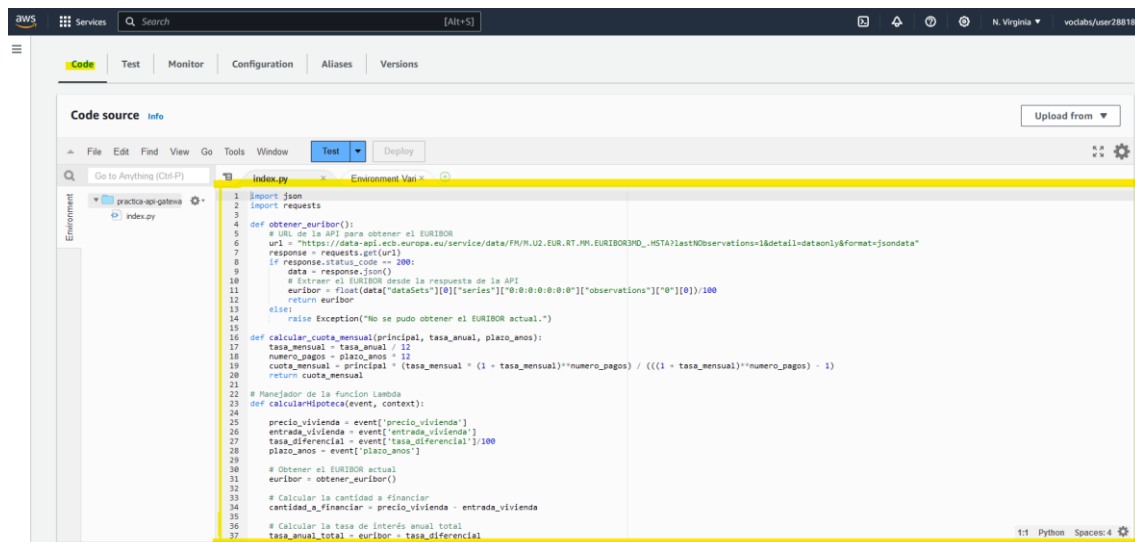 aws Services Search [Alt+S] N. Virginia ▼ voclabs/user28818
Code Test Monitor Configuration Aliases Versions
Code source Info Upload from ▼
File Edit Find View Go Tools Window Test Deploy
Go to Anything (Ctrl-P) index.py × Environment Vari ×
Environment
practica-api-gatewa
index.py
1 import json
2 import requests
3
4 def obtener_euribor():
5 # URL de la API para obtener el EURIBOR
6 url = "https://data-api.ecb.europa.eu/service/data/FM/M.U2.EUR.RT.MM.EURIBOR3MD_.HSTA?lastNObservations=1&detail=dataonly&format=jsondata"
7 response = requests.get(url)
8 if response.status_code == 200:
9 data = response.json()
10 # Extraer el EURIBOR desde la respuesta de la API
11 euribor = float(data["dataSets"][0]["series"]["0:0:0:0:0:0:0"]["observations"]["0"][0])/100
12 return euribor
13 else:
14 raise Exception("No se pudo obtener el EURIBOR actual.")
15
16 def calcular_cuota_mensual(principal, tasa_anual, plazo_anos):
17 tasa_mensual = tasa_anual / 12
18 numero_pagos = plazo_anos * 12
19 cuota_mensual = principal * (tasa_mensual * (1 + tasa_mensual)**numero_pagos) / (((1 + tasa_mensual)**numero_pagos) - 1)
20 return cuota_mensual
21
22 # Manejador de la funcion Lambda
23 def calcularHipoteca(event, context):
24
25 precio_vivienda = event['precio_vivienda']
26 entrada_vivienda = event['entrada_vivienda']
27 tasa_diferencial = event['tasa_diferencial']/100
28 plazo_anos = event['plazo_anos']
29
30 # Obtener el EURIBOR actual
31 euribor = obtener_euribor()
32
33 # Calcular la cantidad a financiar
34 cantidad_a_financiar = precio_vivienda - entrada_vivienda
35
36 # Calcular la tasa de interés anual total
37 tasa_anual_total = euribor + tasa_diferencial
1:1 Python Spaces: 4